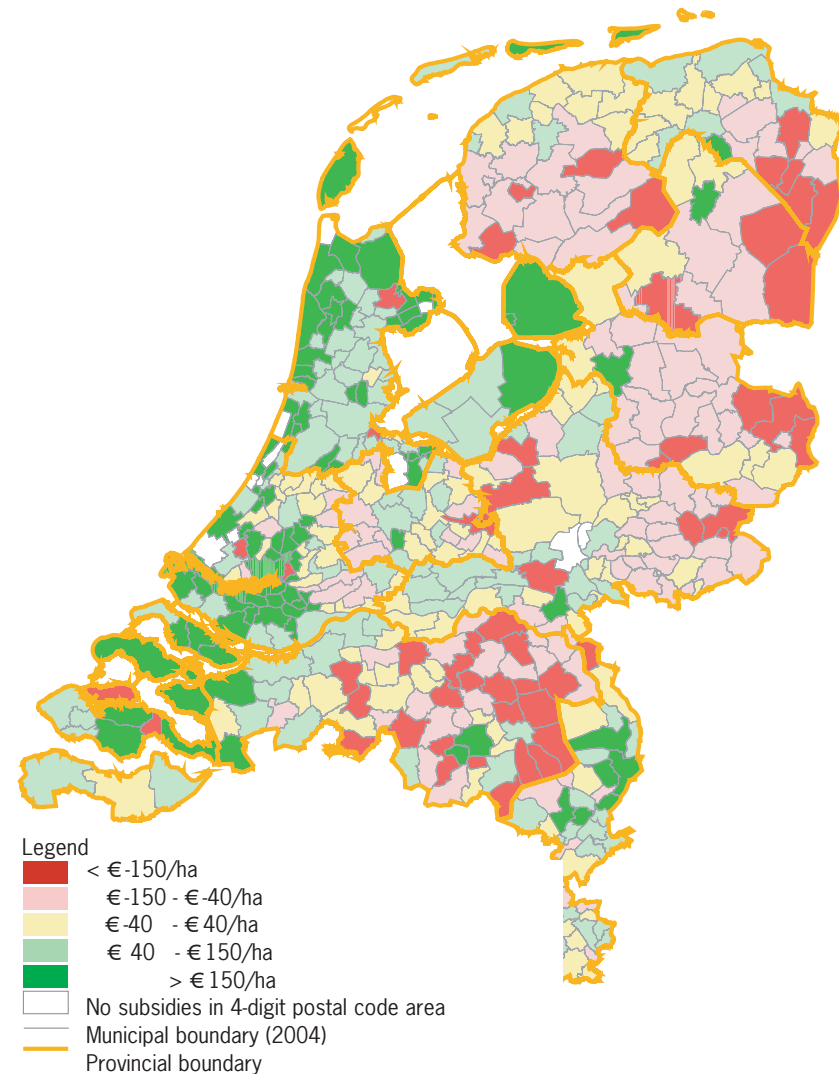 Legend
< €-150/ha
€-150 - €-40/ha
€-40 - €40/ha
€ 40 - €150/ha
> €150/ha
No subsidies in 4-digit postal code area
Municipal boundary (2004)
Provincial boundary